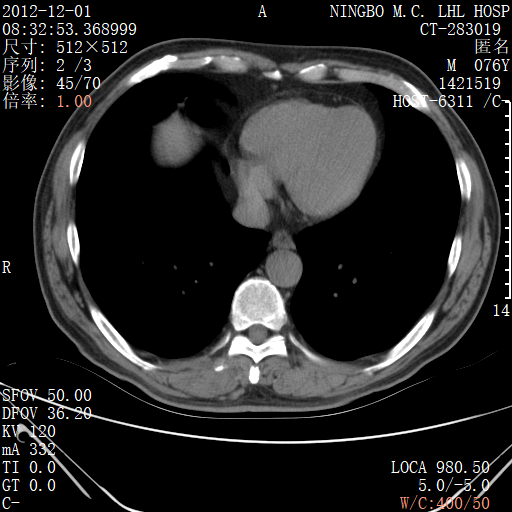 2012-12-01
A
NINGBO M.C. LHL HOSP
08:32:53.368999
CT-283019
尺寸: 512×512
匿名
序列: 2 /3
M 076Y
影像: 45/70
1421519
倍率: 1.00
HOST-6311 /C-
R
14
SFOV 50.00
DFOV 36.20
KV 120
mA 332
TI 0.0
LOCA 980.50
GT 0.0
5.0/-5.0
C-
W/C:400/50